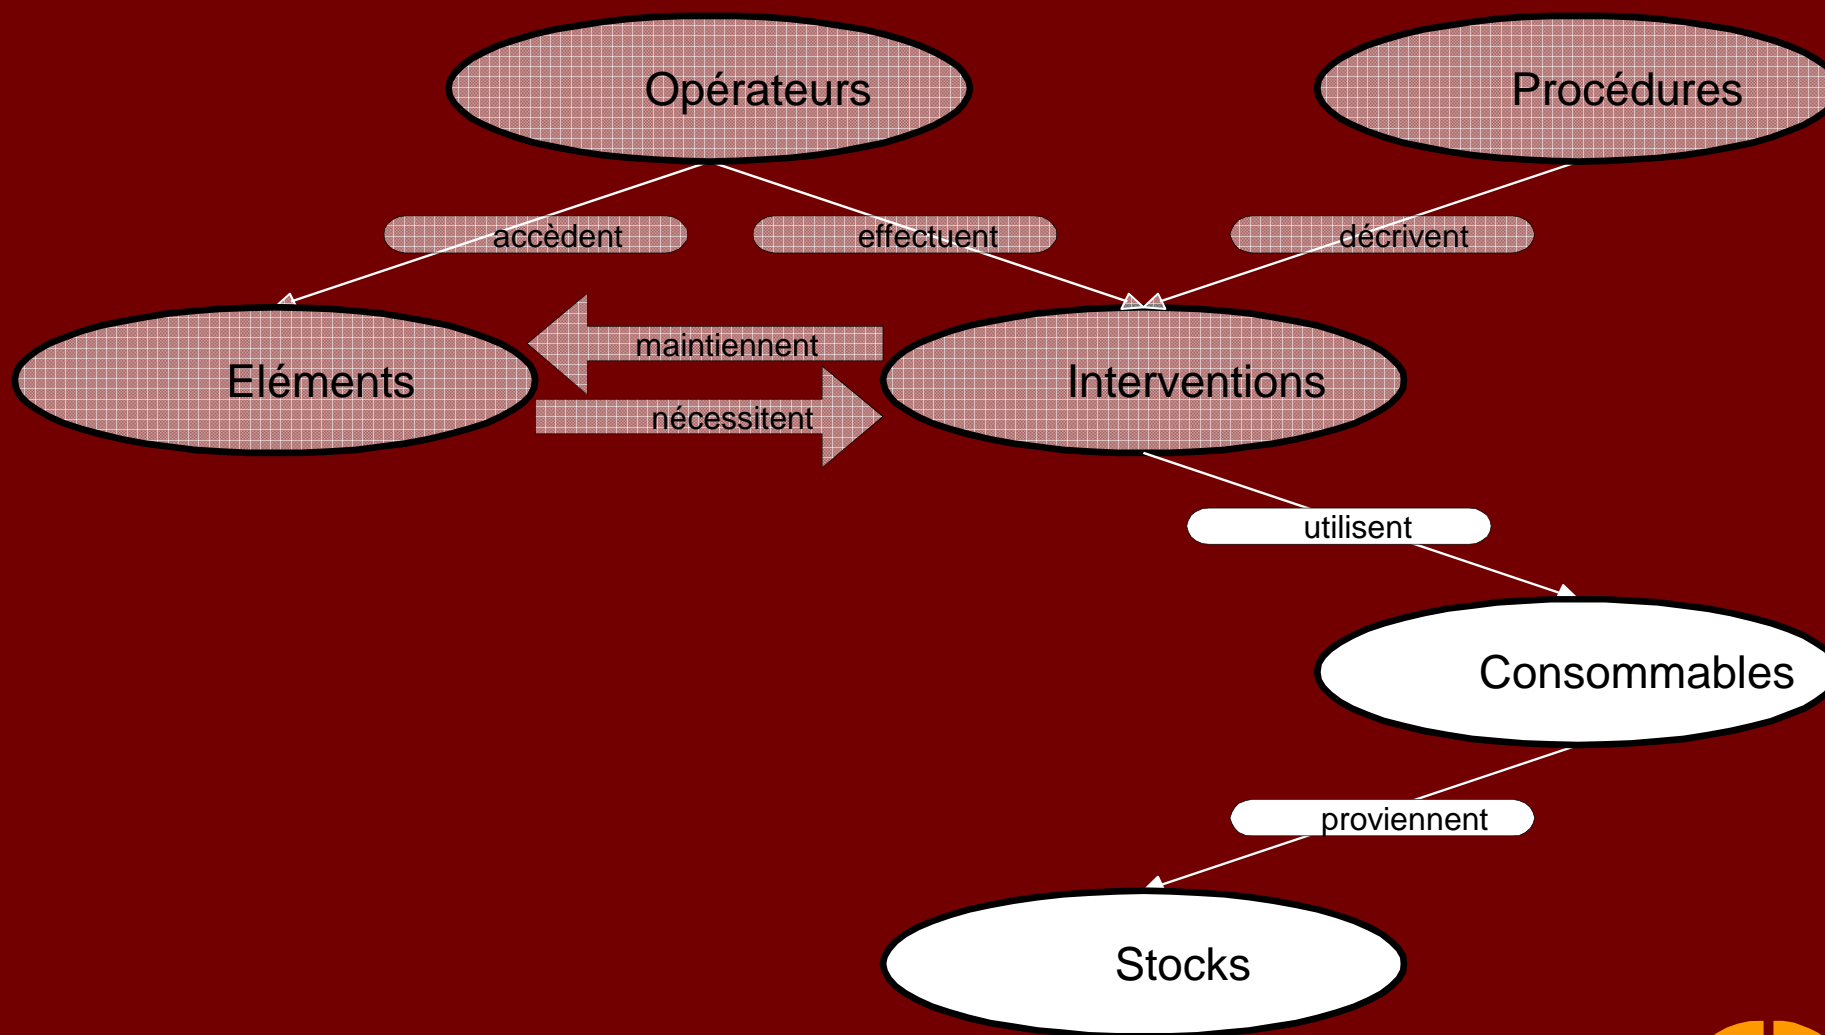 Opérateurs
Procédures
accèdent
effectuent
décrivent
maintiennent
Eléments
Interventions
nécessitent
utilisent
Consommables
proviennent
Stocks